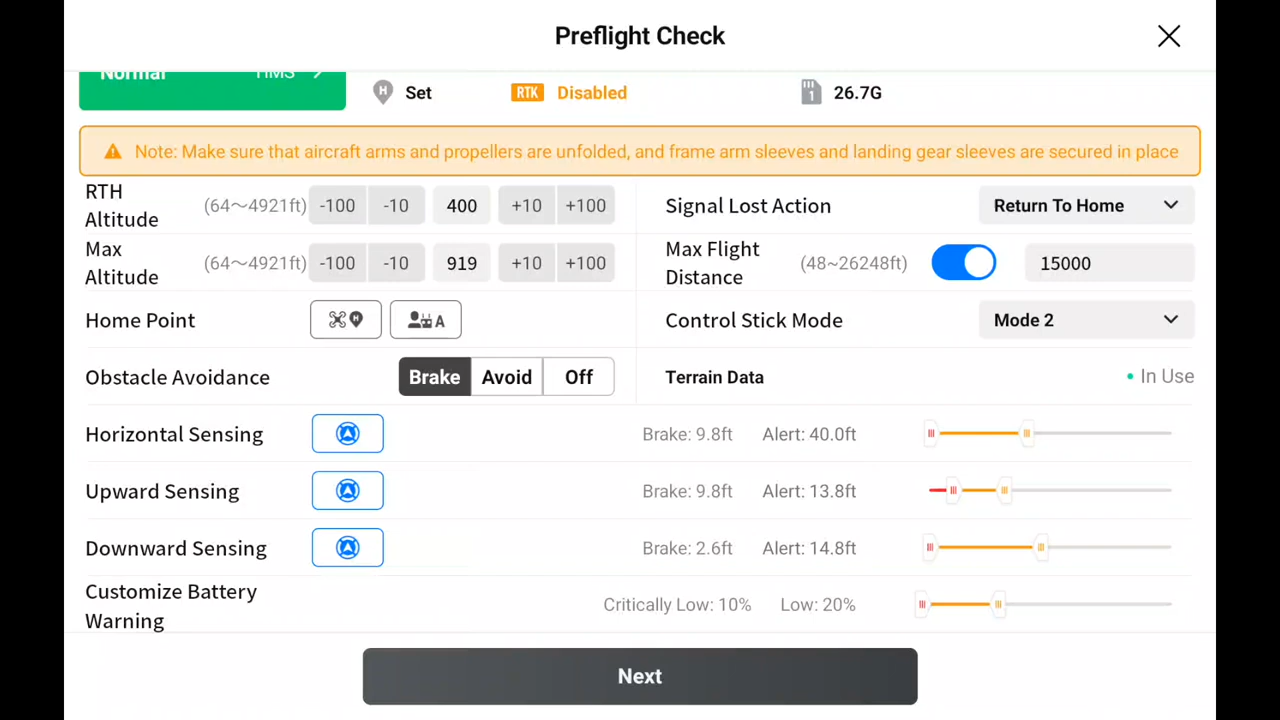 Preflight Check
Normal HMS
Set RTK Disabled 1 26.7G
Note: Make sure that aircraft arms and propellers are unfolded, and frame arm sleeves and landing gear sleeves are secured in place
RTH Altitude (64～4921ft) -100 -10 400 +10 +100 Signal Lost Action Return To Home
Max Altitude (64～4921ft) -100 -10 919 +10 +100 Max Flight Distance (48~26248ft) 15000
Home Point H A Control Stick Mode Mode 2
Obstacle Avoidance Brake Avoid Off Terrain Data In Use
Horizontal Sensing Brake: 9.8ft Alert: 40.0ft
Upward Sensing Brake: 9.8ft Alert: 13.8ft
Downward Sensing Brake: 2.6ft Alert: 14.8ft
Customize Battery Warning Critically Low: 10% Low: 20%
Next